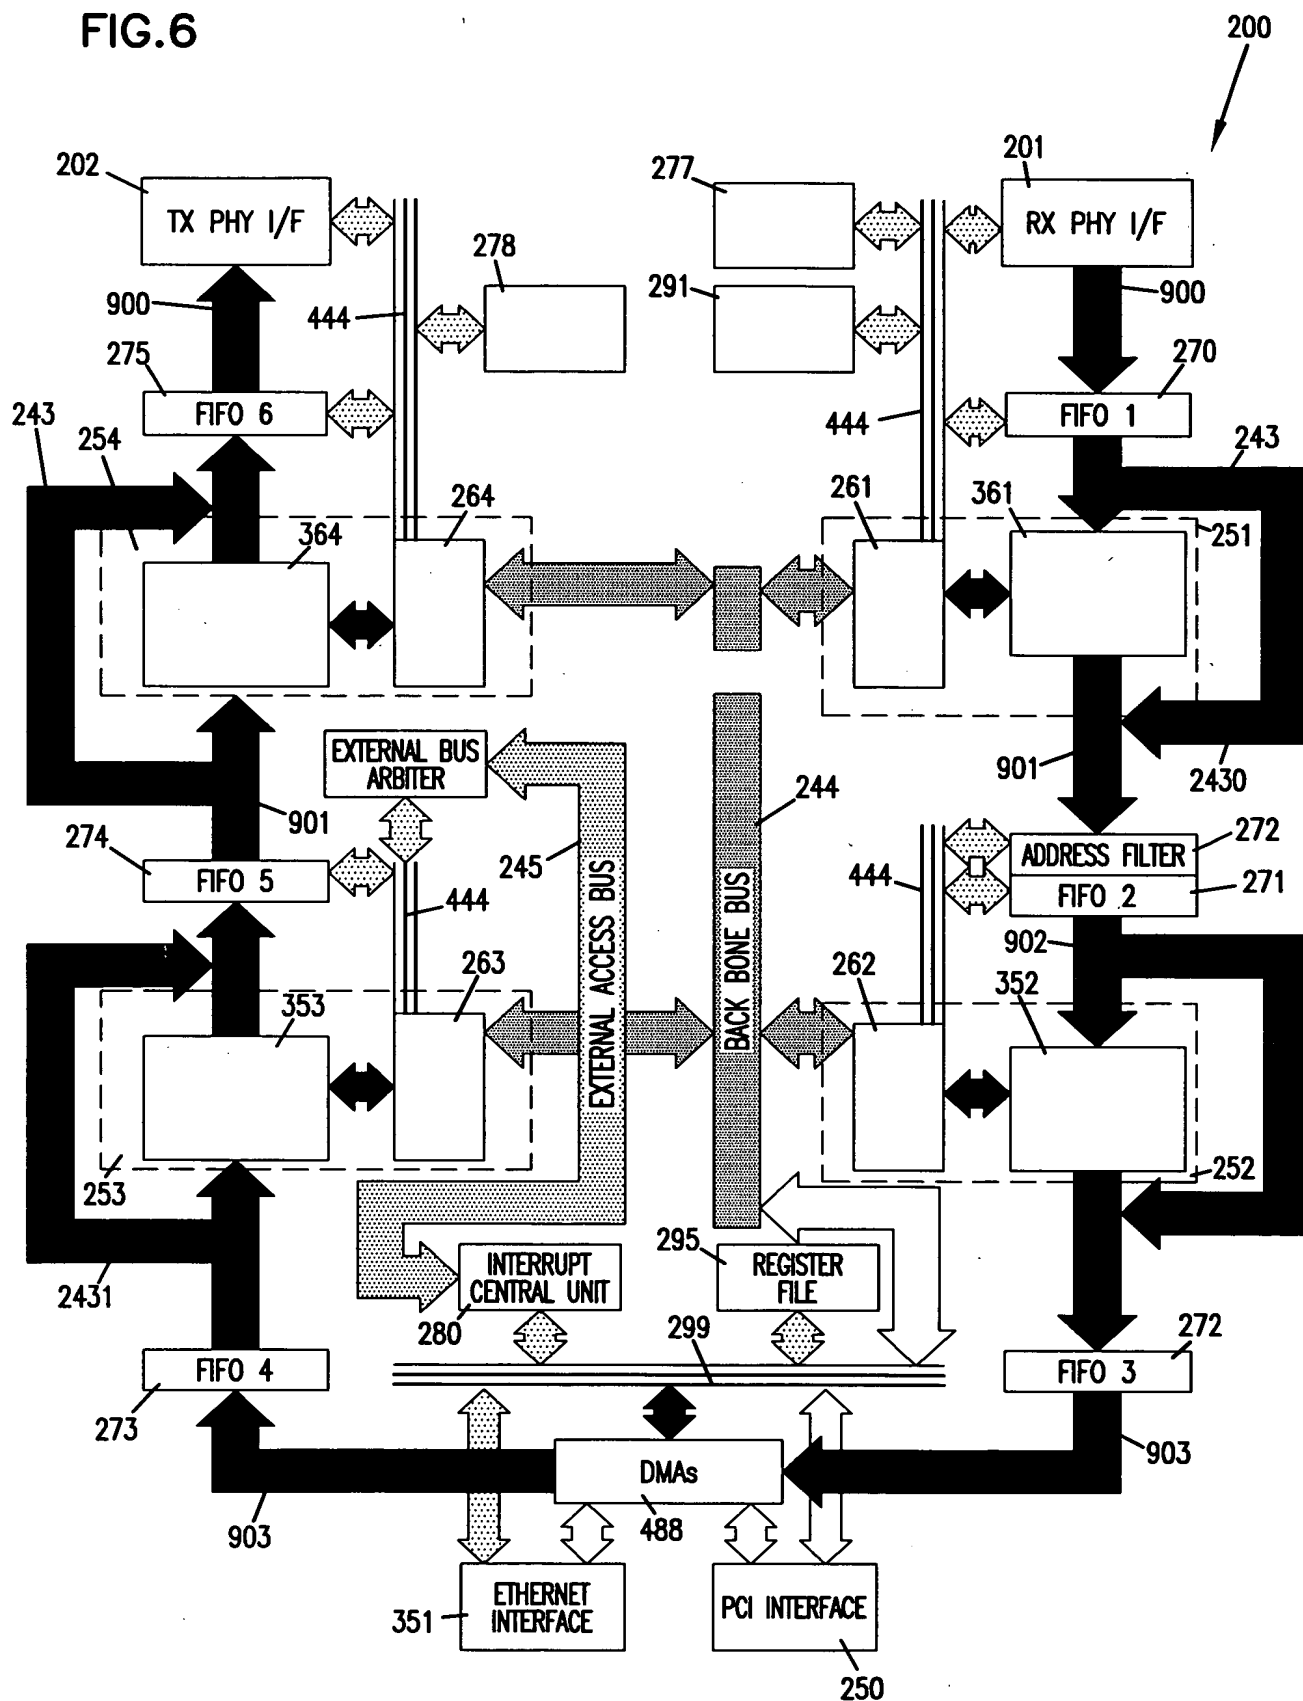 FIG.6
200
202
TX PHY I/F
277
201
RX PHY I/F
278
291
900
444
900
275
FIFO 6
270
FIFO 1
444
243
254
243
264
261
361
251
364
901
2430
EXTERNAL BUS
ARBITER
244
901
274
FIFO 5
245
272
ADDRESS FILTER
271
FIFO 2
444
444
902
EXTERNAL ACCESS BUS
BACK BONE BUS
263
262
352
353
253
252
295
REGISTER
FILE
INTERRUPT
CENTRAL UNIT
280
2431
299
272
FIFO 3
FIFO 4
273
903
DMAs
488
903
351
ETHERNET
INTERFACE
PCI INTERFACE
250